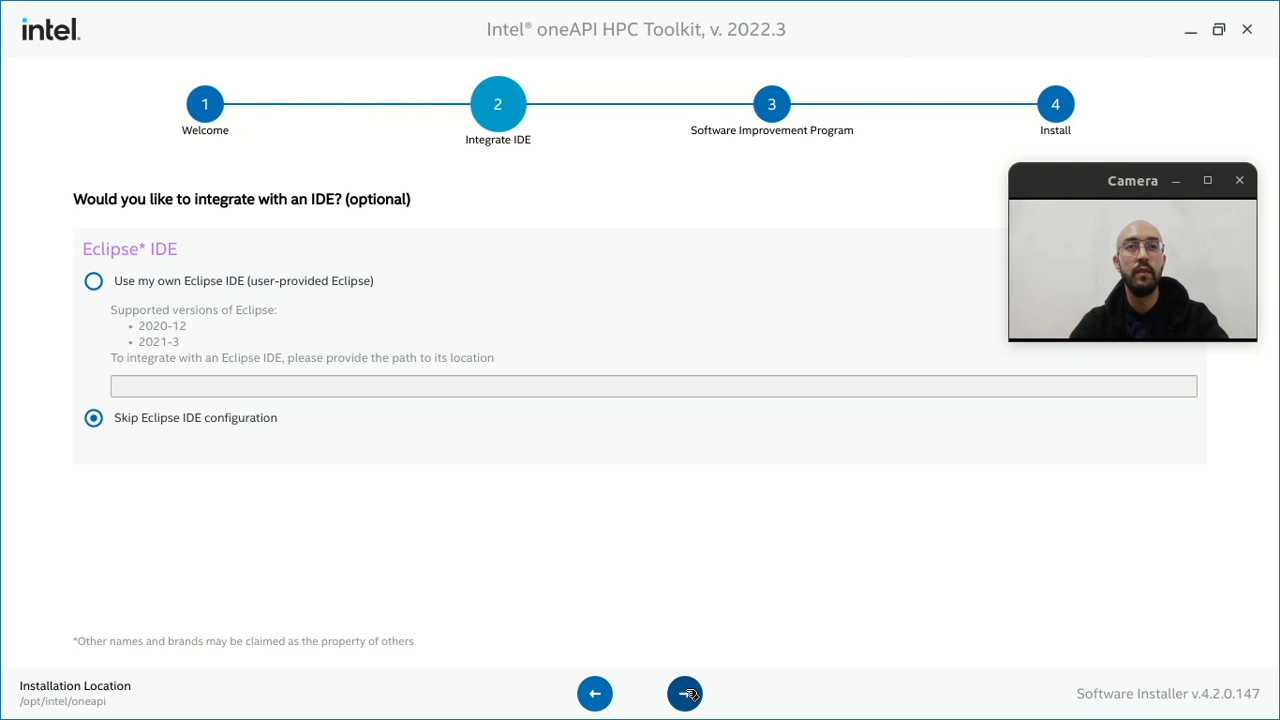 intel.
Intel® oneAPI HPC Toolkit, v. 2022.3
1
2
3
4
Welcome
Integrate IDE
Software Improvement Program
Install
Camera
Would you like to integrate with an IDE? (optional)
Eclipse* IDE
Use my own Eclipse IDE (user-provided Eclipse)
Supported versions of Eclipse:
• 2020-12
• 2021-3
To integrate with an Eclipse IDE, please provide the path to its location
Skip Eclipse IDE configuration
*Other names and brands may be claimed as the property of others
Installation Location
/opt/intel/oneapi
Software Installer v.4.2.0.147